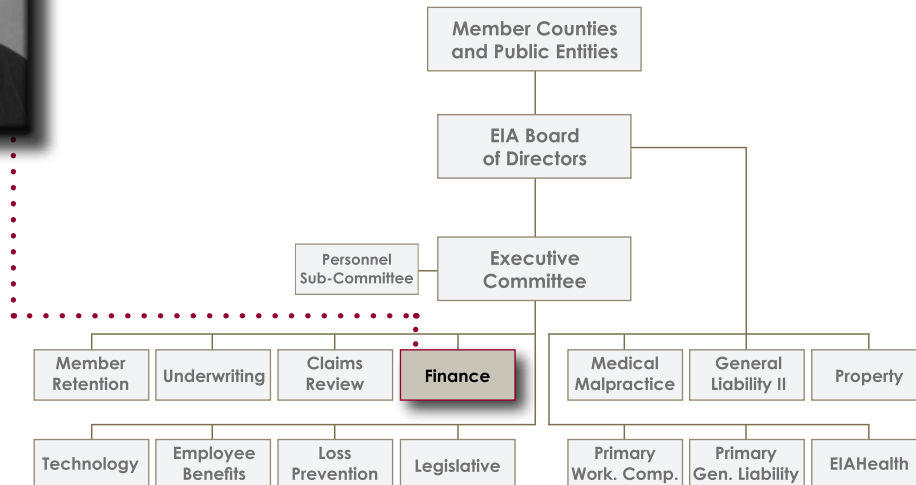 Member Counties
and Public Entities
EIA Board
of Directors
Executive
Committee
Personnel
Sub-Committee
Member
Retention
Underwriting
Claims
Review
Finance
Medical
Malpractice
General
Liability II
Property
Technology
Employee
Benefits
Loss
Prevention
Legislative
Primary
Work. Comp.
Primary
Gen. Liability
EIAHealth